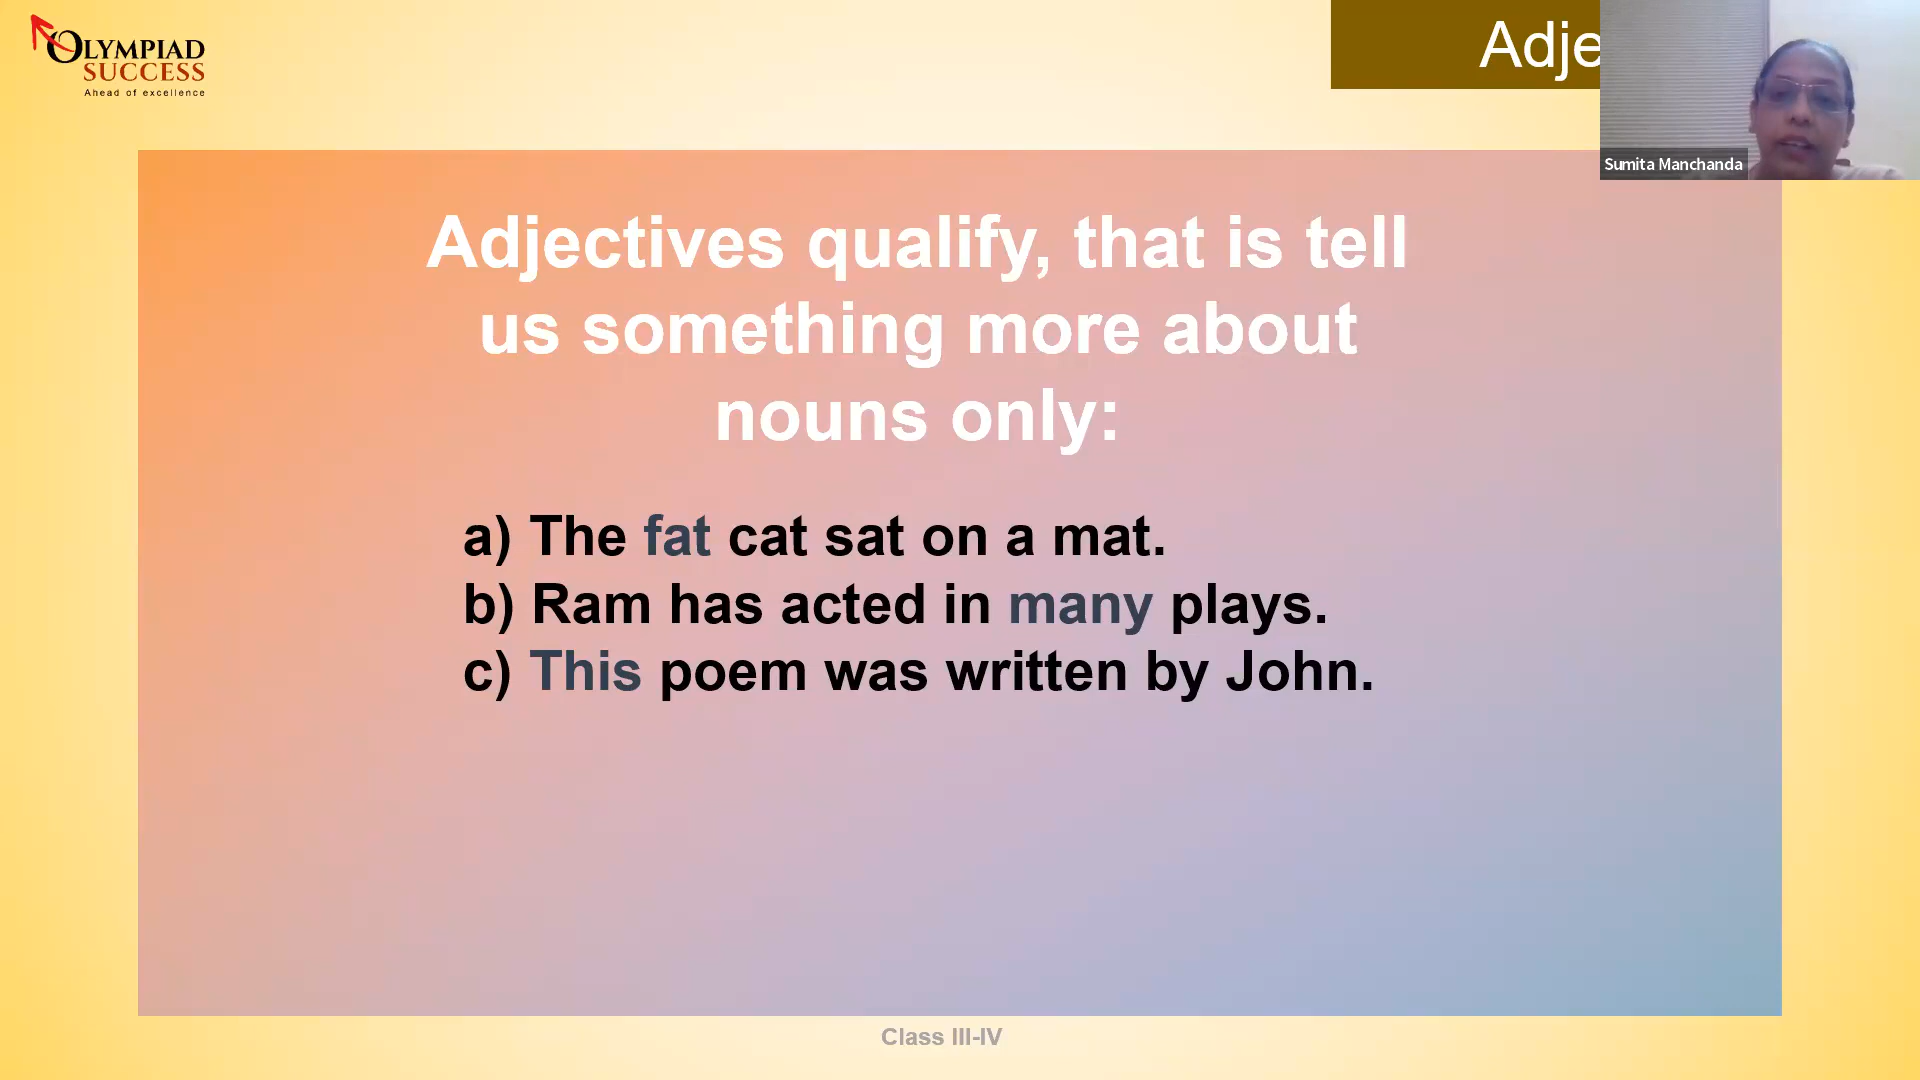 OLYMPIAD
SUCCESS
Ahead of excellence
Adje
Sumita Manchanda
Adjectives qualify, that is tell
us something more about
nouns only:
a) The fat cat sat on a mat.
b) Ram has acted in many plays.
c) This poem was written by John.
Class III-IV